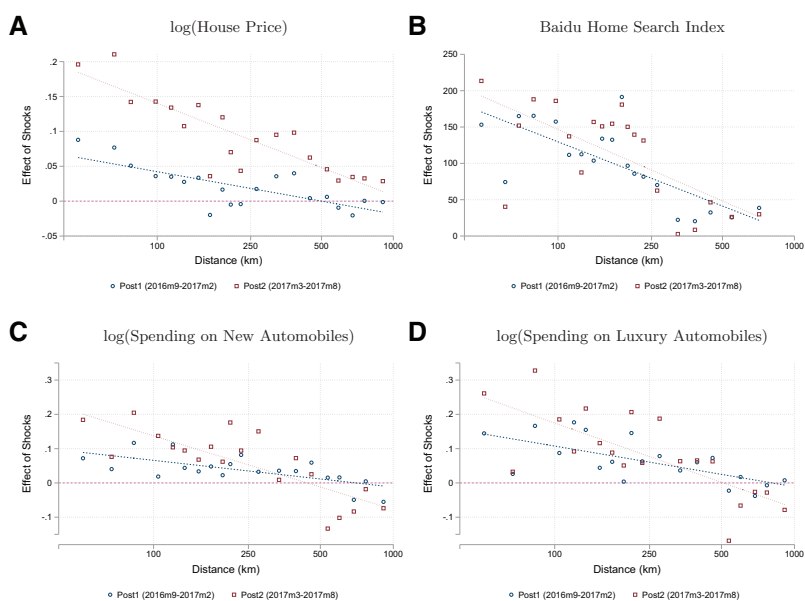 A
log(House Price)
.2
.15
.1
.05
0
-.05
Effect of Shocks
100
250
500
1000
Distance (km)
Post1 (2016m9-2017m2)
Post2 (2017m3-2017m8)
B
Baidu Home Search Index
250
200
150
100
50
0
Effect of Shocks
100
250
500
1000
Distance (km)
Post1 (2016m9-2017m2)
Post2 (2017m3-2017m8)
C
log(Spending on New Automobiles)
.3
.2
.1
0
-.1
Effect of Shocks
100
250
500
1000
Distance (km)
Post1 (2016m9-2017m2)
Post2 (2017m3-2017m8)
D
log(Spending on Luxury Automobiles)
.3
.2
.1
0
-.1
Effect of Shocks
100
250
500
1000
Distance (km)
Post1 (2016m9-2017m2)
Post2 (2017m3-2017m8)